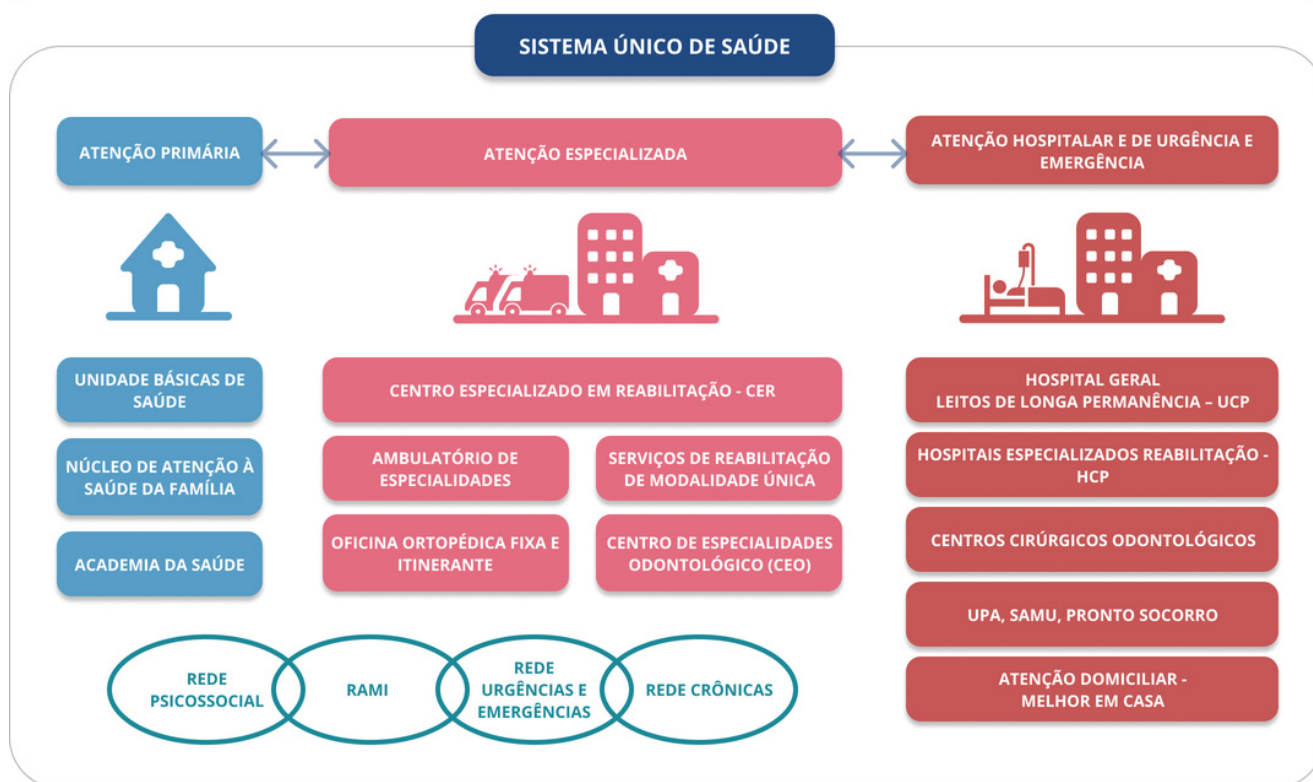 SISTEMA ÚNICO DE SAÚDE
ATENÇÃO PRIMÁRIA
ATENÇÃO ESPECIALIZADA
ATENÇÃO HOSPITALAR E DE URGÊNCIA E
EMERGÊNCIA
UNIDADE BÁSICAS DE
SAÚDE
NÚCLEO DE ATENÇÃO À
SAÚDE DA FAMÍLIA
ACADEMIA DA SAÚDE
CENTRO ESPECIALIZADO EM REABILITAÇÃO - CER
AMBULATÓRIO DE
ESPECIALIDADES
SERVIÇOS DE REABILITAÇÃO
DE MODALIDADE ÚNICA
OFICINA ORTOPÉDICA FIXA E
ITINERANTE
CENTRO DE ESPECIALIDADES
ODONTOLÓGICO (CEO)
HOSPITAL GERAL
LEITOS DE LONGA PERMANÊNCIA – UCP
HOSPITAIS ESPECIALIZADOS REABILITAÇÃO -
HCP
CENTROS CIRÚRGICOS ODONTOLÓGICOS
UPA, SAMU, PRONTO SOCORRO
ATENÇÃO DOMICILIAR -
MELHOR EM CASA
REDE
PSICOSSOCIAL
RAMI
REDE
URGÊNCIAS E
EMERGÊNCIAS
REDE CRÔNICAS